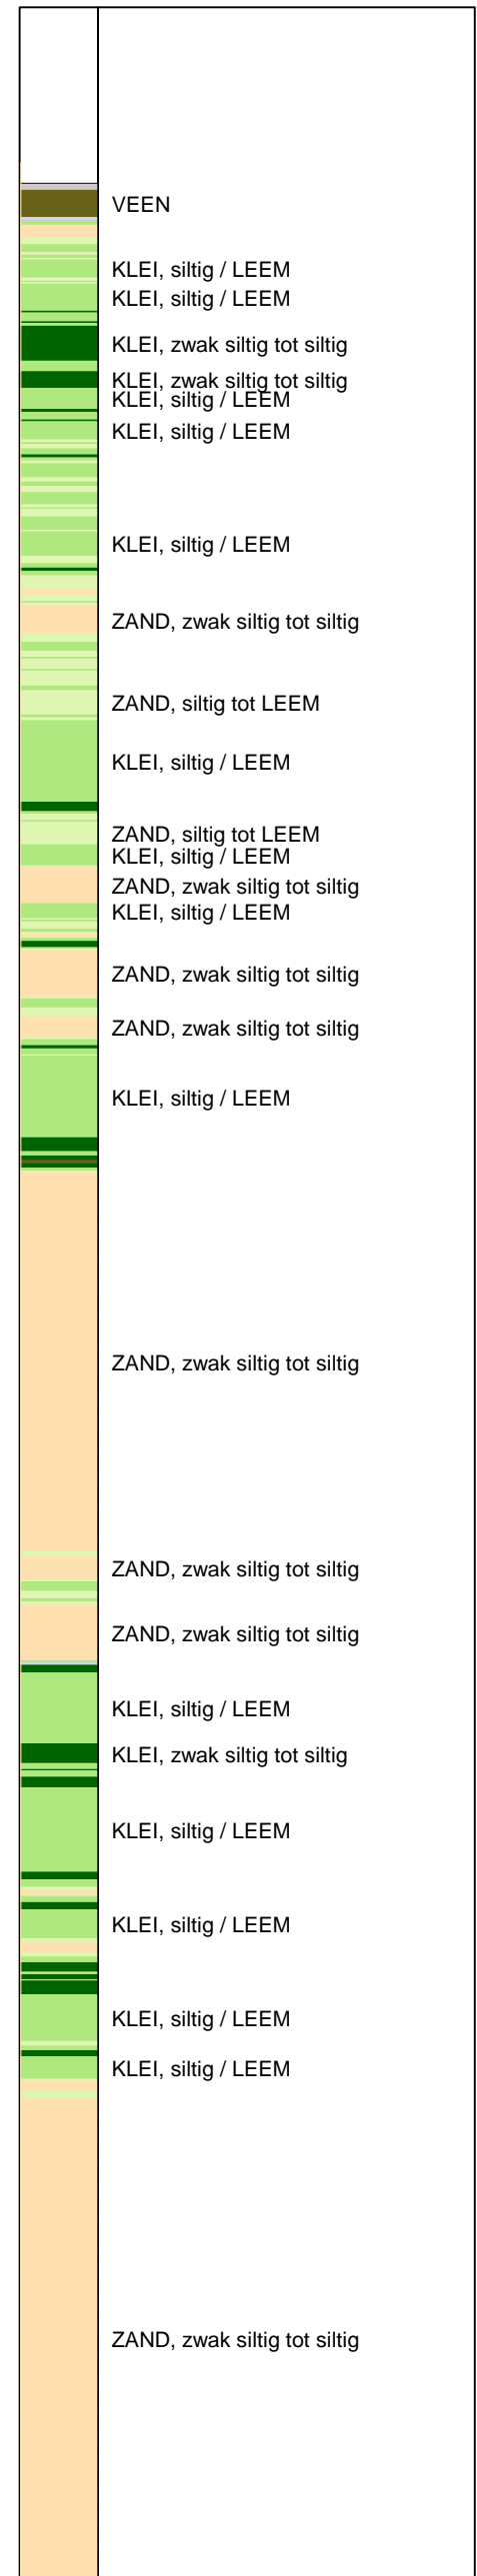 VEEN
KLEI, siltig / LEEM
KLEI, siltig / LEEM
KLEI, zwak siltig tot siltig
KLEI, zwak siltig tot siltig
KLEI, siltig / LEEM
KLEI, siltig / LEEM
KLEI, siltig / LEEM
ZAND, zwak siltig tot siltig
ZAND, siltig tot LEEM
KLEI, siltig / LEEM
ZAND, siltig tot LEEM
KLEI, siltig / LEEM
ZAND, zwak siltig tot siltig
KLEI, siltig / LEEM
ZAND, zwak siltig tot siltig
ZAND, zwak siltig tot siltig
KLEI, siltig / LEEM
ZAND, zwak siltig tot siltig
ZAND, zwak siltig tot siltig
ZAND, zwak siltig tot siltig
KLEI, siltig / LEEM
KLEI, zwak siltig tot siltig
KLEI, siltig / LEEM
KLEI, siltig / LEEM
KLEI, siltig / LEEM
KLEI, siltig / LEEM
ZAND, zwak siltig tot siltig